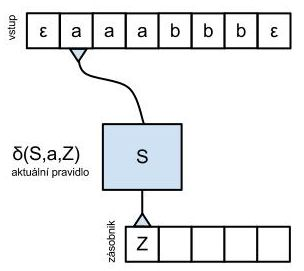 vstup
ε a a a b b b ε
δ(S,a,Z)
aktuální pravidlo
S
zásobník
Z